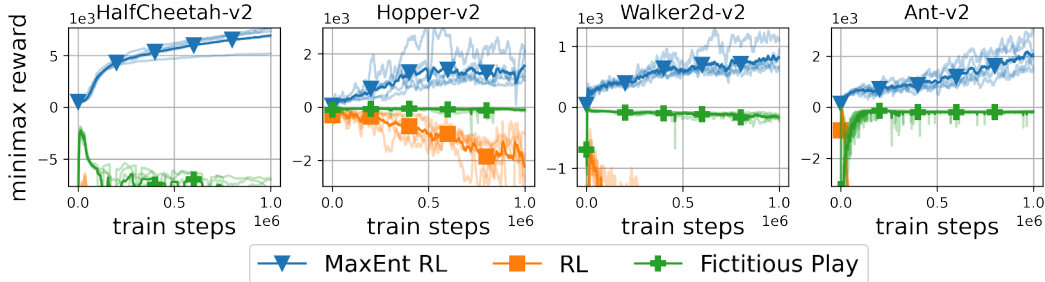 HalfCheetah-v2 Hopper-v2 Walker2d-v2 Ant-v2
1e3 1e3 1e3 1e3
minimax reward
5
0
−5
2
0
−2
1
0
−1
2
0
−2
0.0 0.5 1.0 0.0 0.5 1.0 0.0 0.5 1.0 0.0 0.5 1.0
1e6 1e6 1e6 1e6
train steps train steps train steps train steps
MaxEnt RL RL Fictitious Play